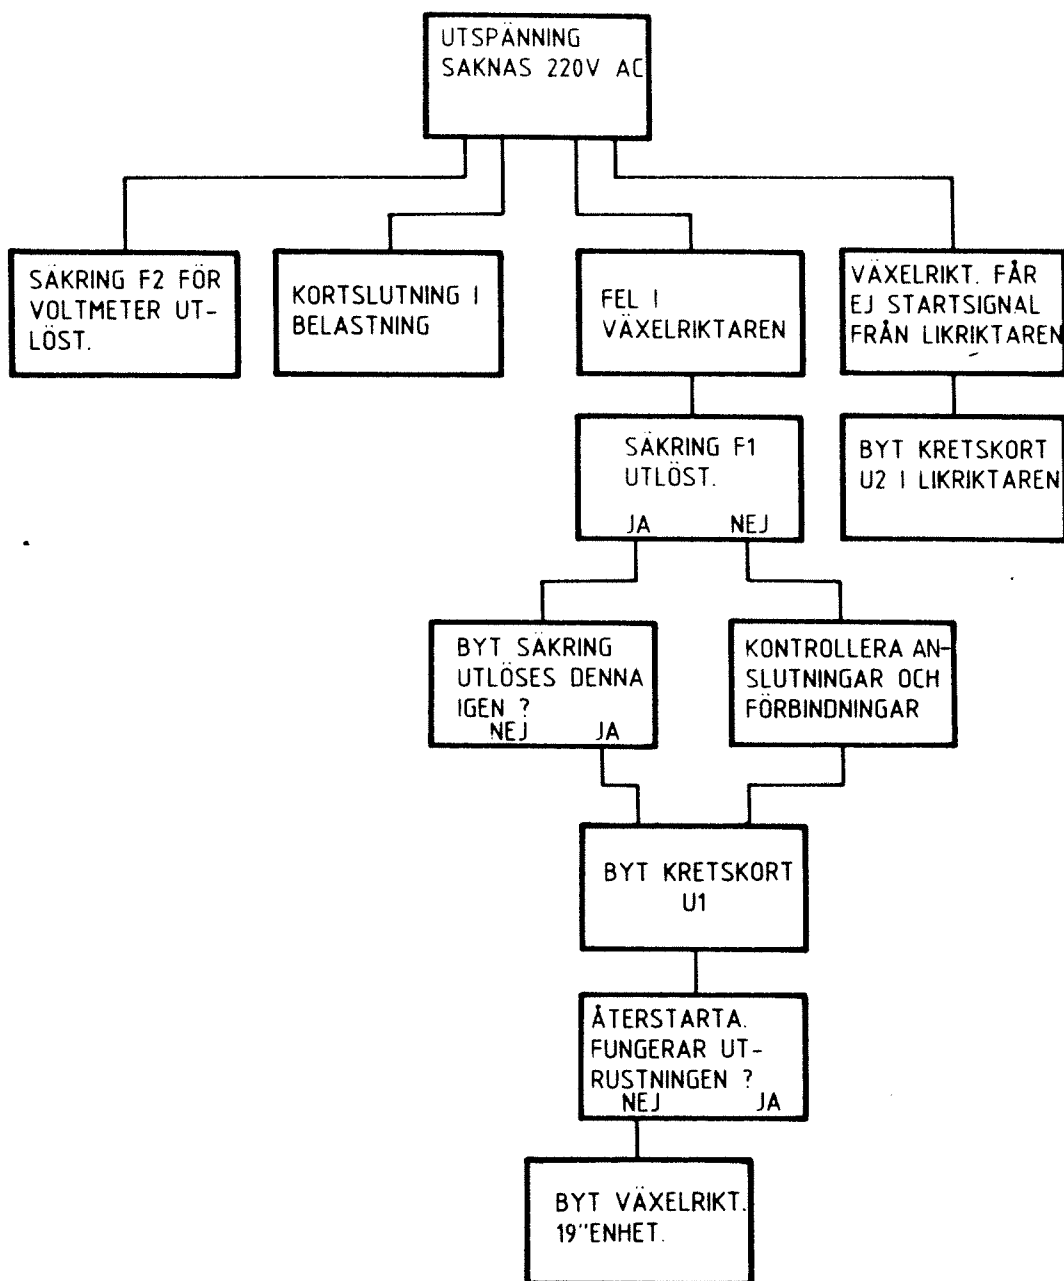 UTSPÄNNING
SAKNAS 220V AC
SÄKRING F2 FÖR
VOLTMETER UT-
LÖST.
KORTSLUTNING I
BELASTNING
FEL I
VÄXELRIKTAREN
VÄXELRIKT. FÅR
EJ STARTSIGNAL
FRÅN LIKRIKTAREN
SÄKRING F1
UTLÖST.
JA NEJ
BYT KRETSKORT
U2 I LIKRIKTAREN
BYT SÄKRING
UTLÖSES DENNA
IGEN ?
NEJ JA
KONTROLLERA AN-
SLUTNINGAR OCH
FÖRBINDNINGAR
BYT KRETSKORT
U1
ÅTERSTARTA.
FUNGERAR UT-
RUSTNINGEN ?
NEJ JA
BYT VÄXELRIKT.
19"ENHET.